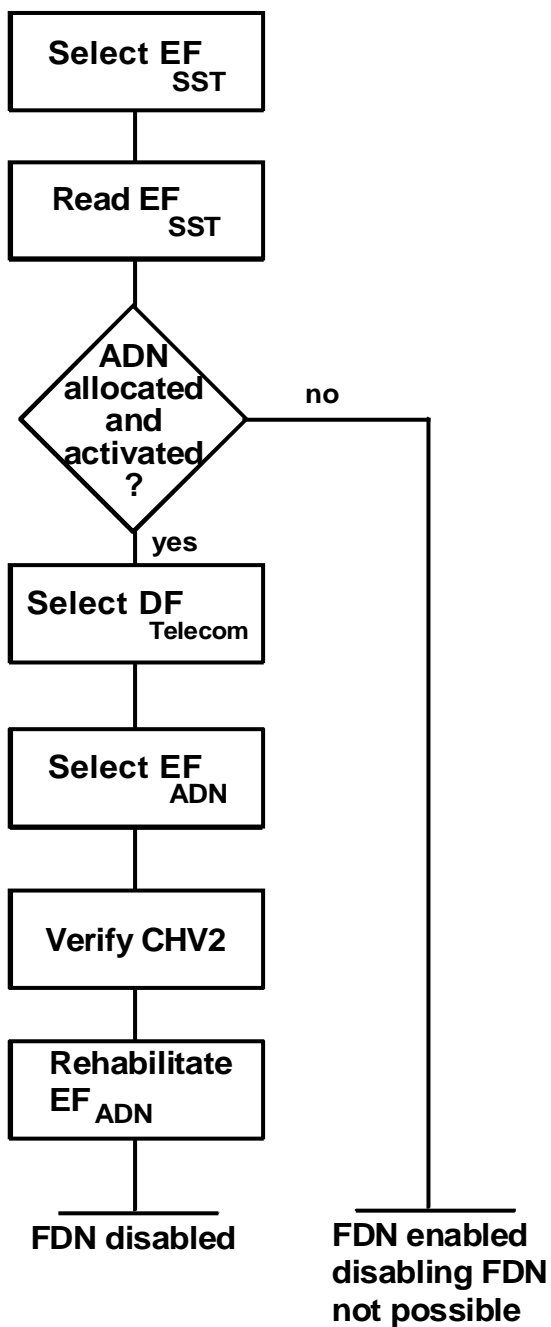 Select EF
SST
Read EF
SST
ADN
allocated
and
activated
?
no
yes
Select DF
Telecom
Select EF
ADN
Verify CHV2
Rehabilitate
EF ADN
FDN disabled
FDN enabled
disabling FDN
not possible